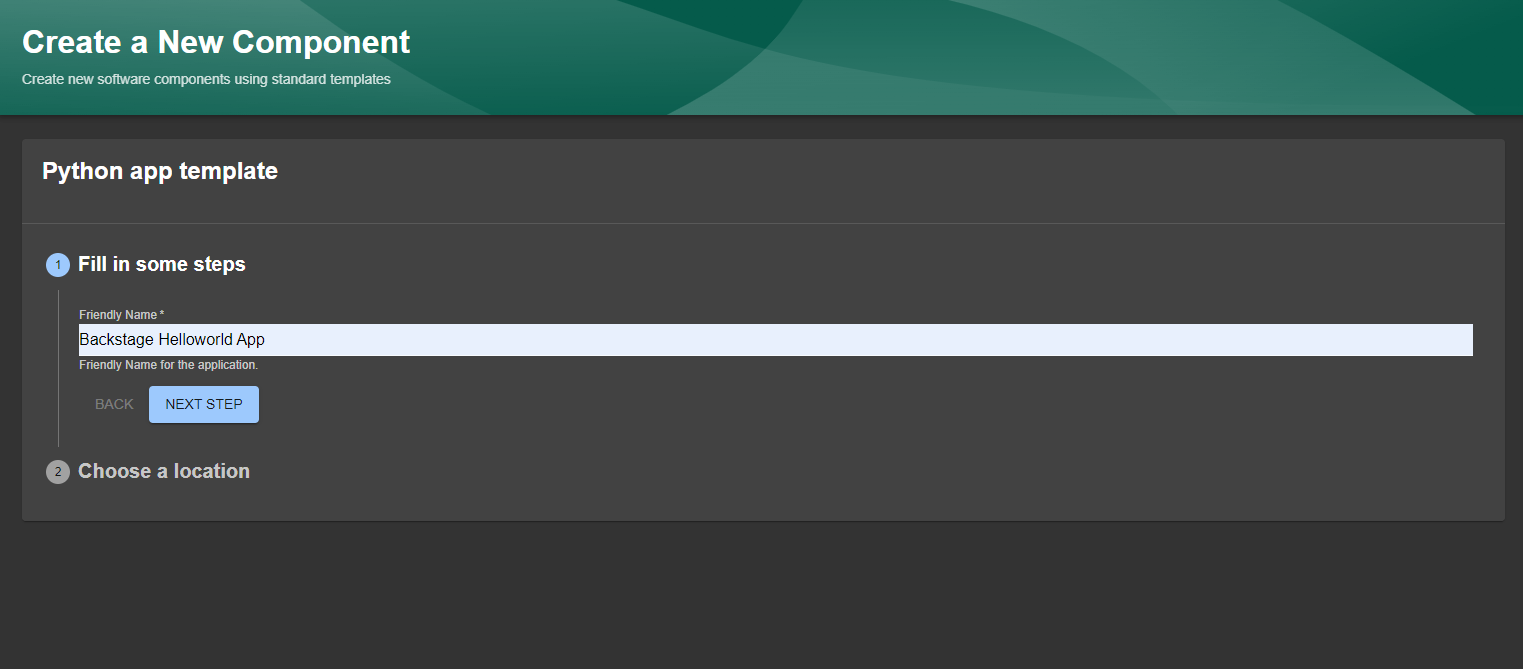 Create a New Component
Create new software components using standard templates
Python app template
1 Fill in some steps
Friendly Name *
Backstage Helloworld App
Friendly Name for the application.
BACK NEXT STEP
2 Choose a location